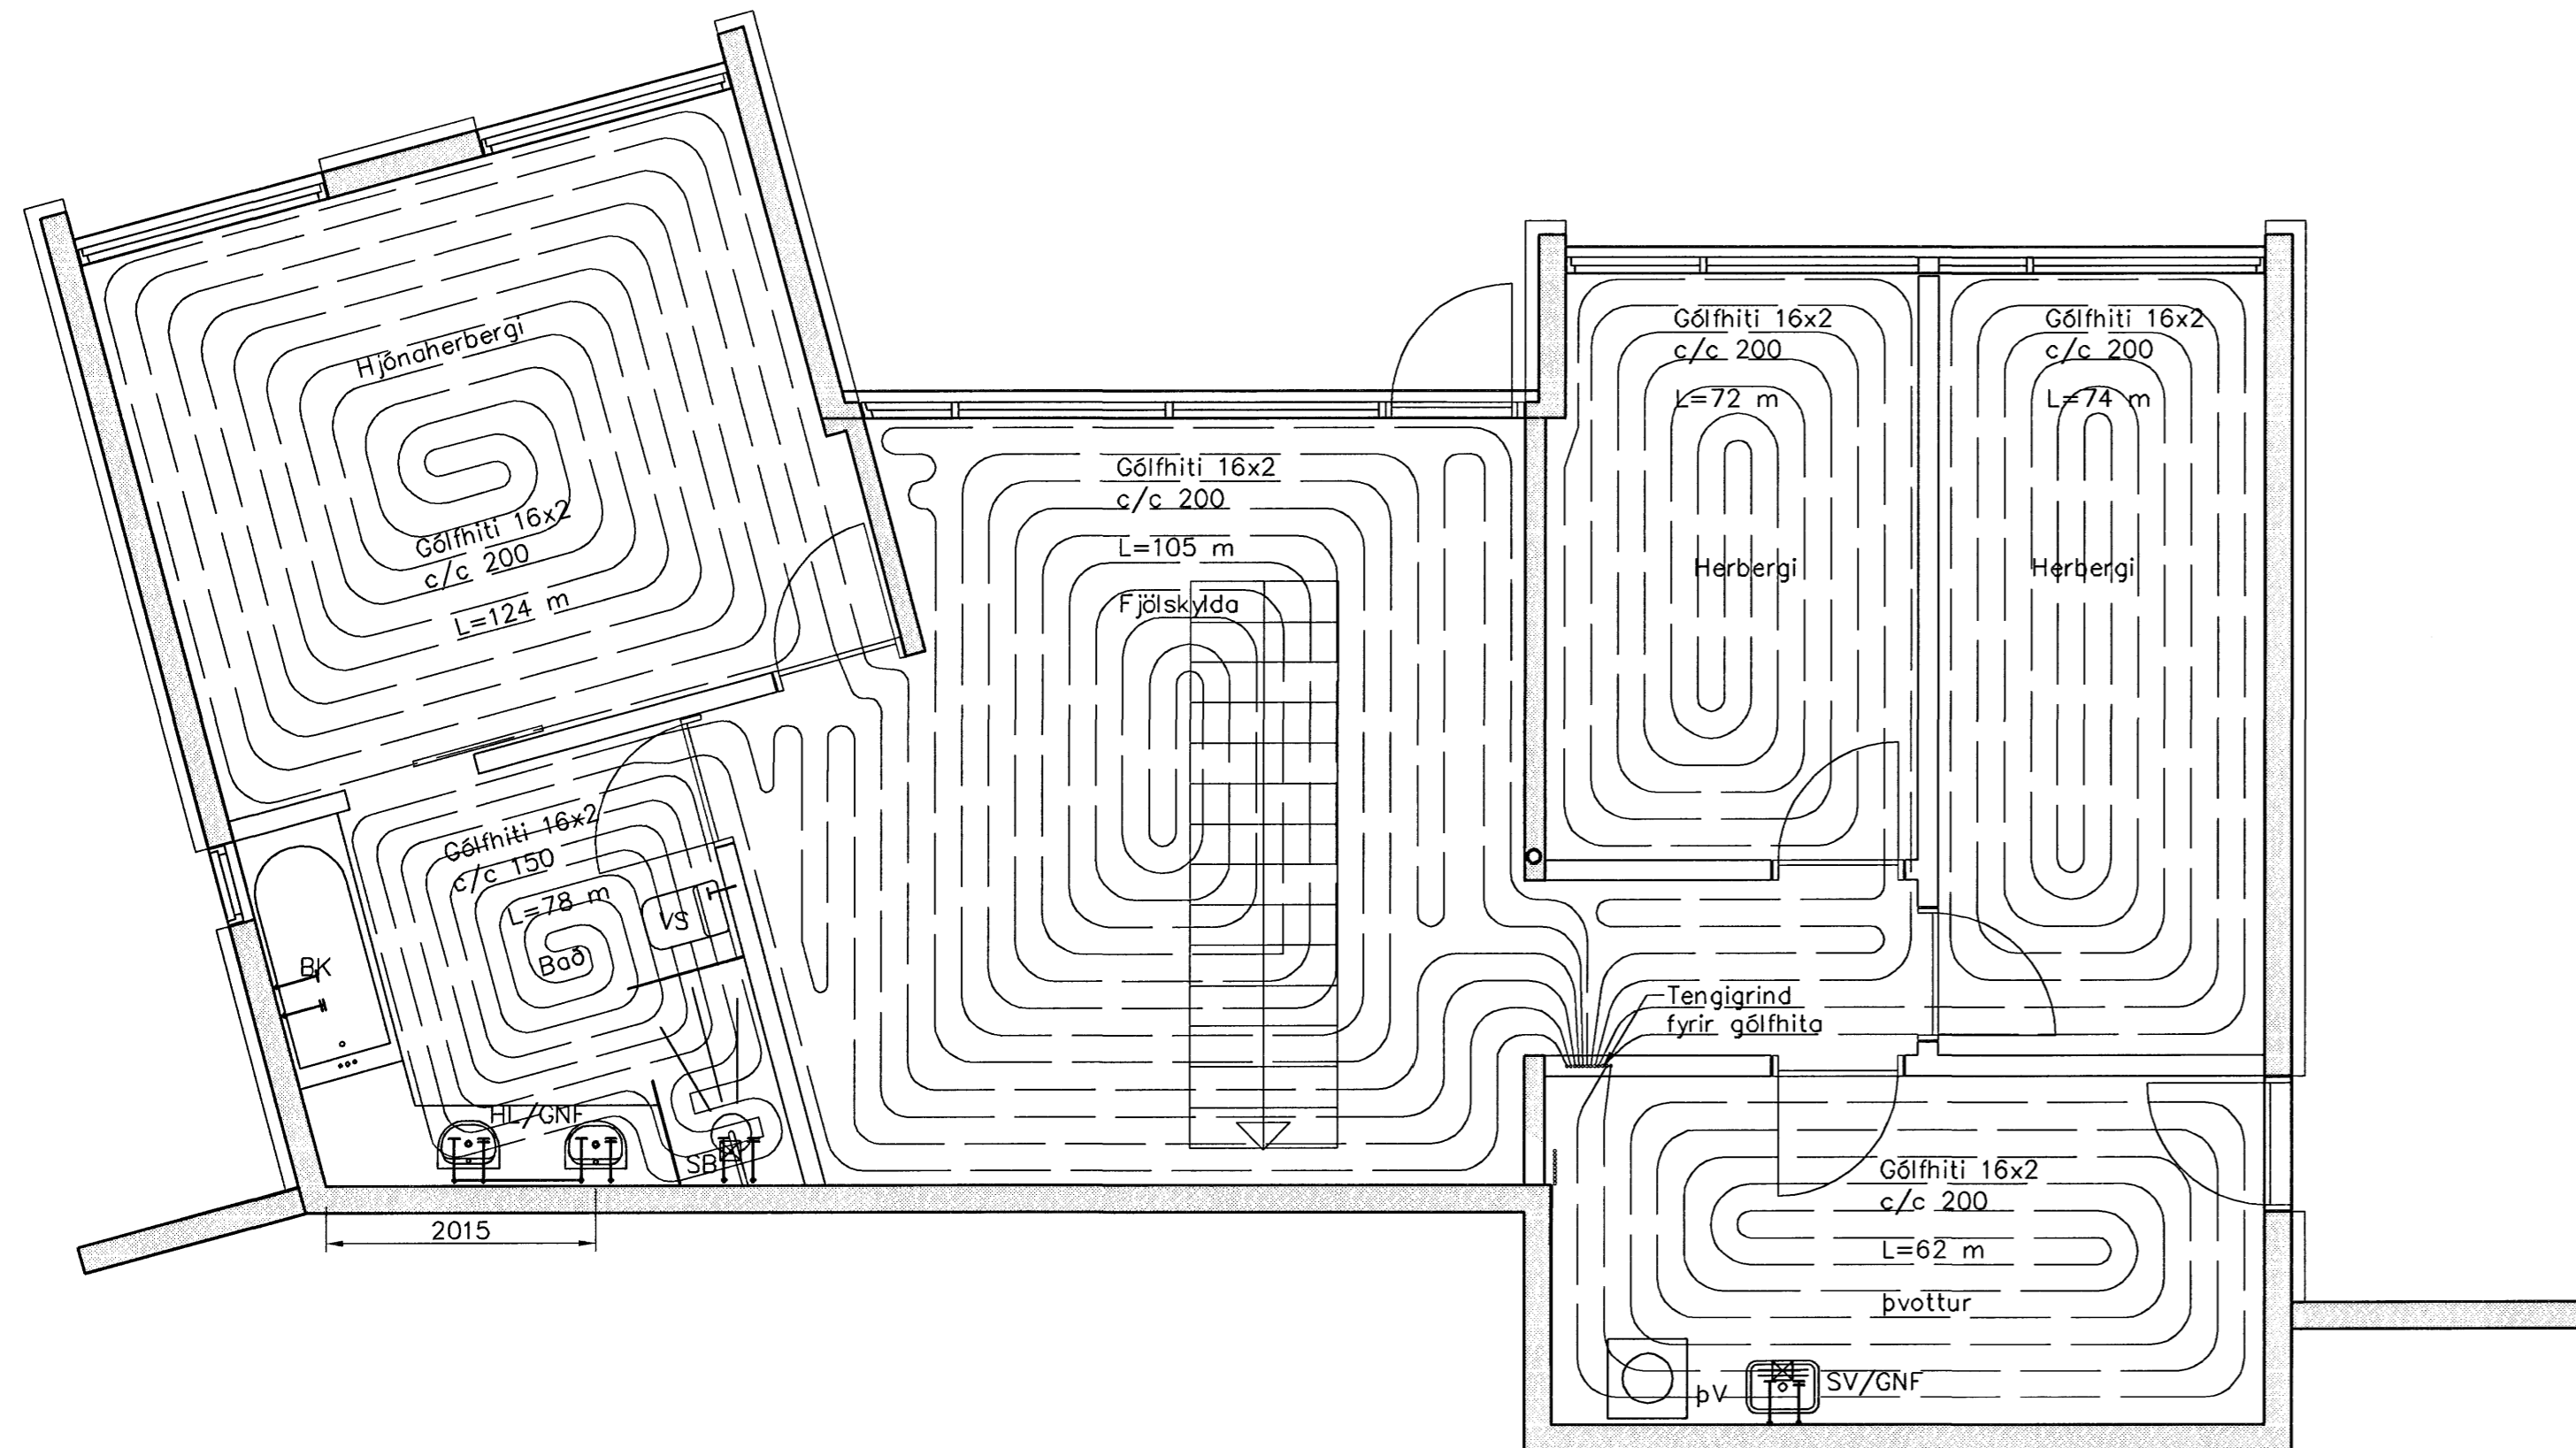 Hjónaherbergi
Gólfhiti 16x2
c/c 200
L=124 m
Gólfhiti 16x2
c/c 150
L=78 m
Bað
VS
BK
HL/GNF
SB
2015
Gólfhiti 16x2
c/c 200
L=105 m
Fjölskylda
Gólfhiti 16x2
c/c 200
L=72 m
Herbergi
Gólfhiti 16x2
c/c 200
L=74 m
Herbergi
Tengigrind
fyrir gólfhita
Gólfhiti 16x2
c/c 200
L=62 m
þvottur
þV
SV/GNF